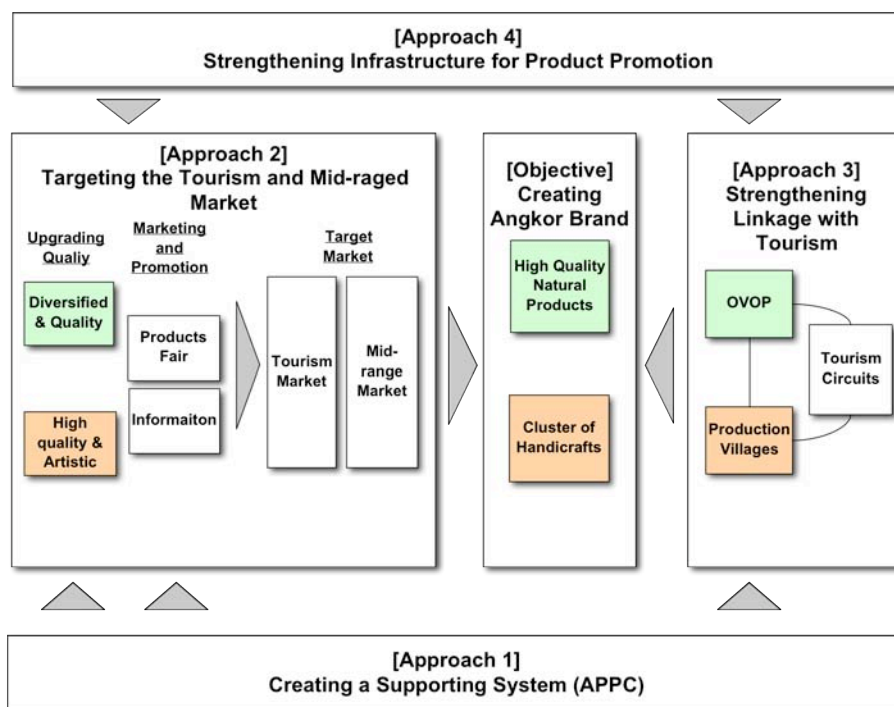 [Approach 4]
Strengthening Infrastructure for Product Promotion
[Approach 2]
Targeting the Tourism and Mid-raged
Market
Upgrading
Qualiy
Marketing
and
Promotion
Target
Market
Diversified
& Quality
High
quality &
Artistic
Products
Fair
Informaiton
Tourism
Market
Mid-
range
Market
[Objective]
Creating
Angkor Brand
High Quality
Natural
Products
Cluster of
Handicrafts
[Approach 3]
Strengthening
Linkage with
Tourism
OVOP
Tourism
Circuits
Production
Villages
[Approach 1]
Creating a Supporting System (APPC)